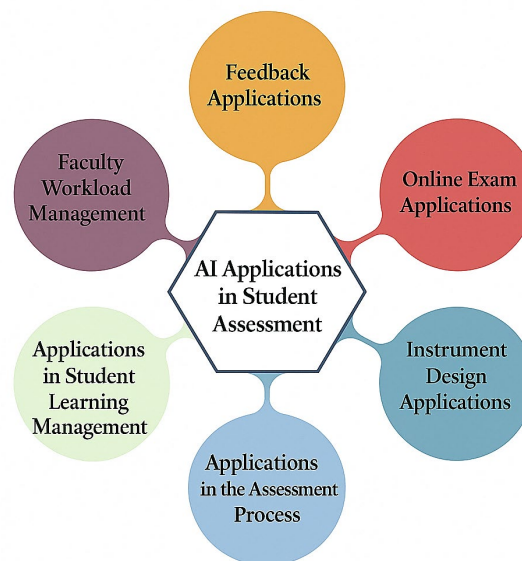 Feedback
Applications
Online Exam
Applications
Instrument
Design
Applications
Applications
in the Assessment
Process
Applications
in Student
Learning
Management
Faculty
Workload
Management
AI Applications
in Student
Assessment